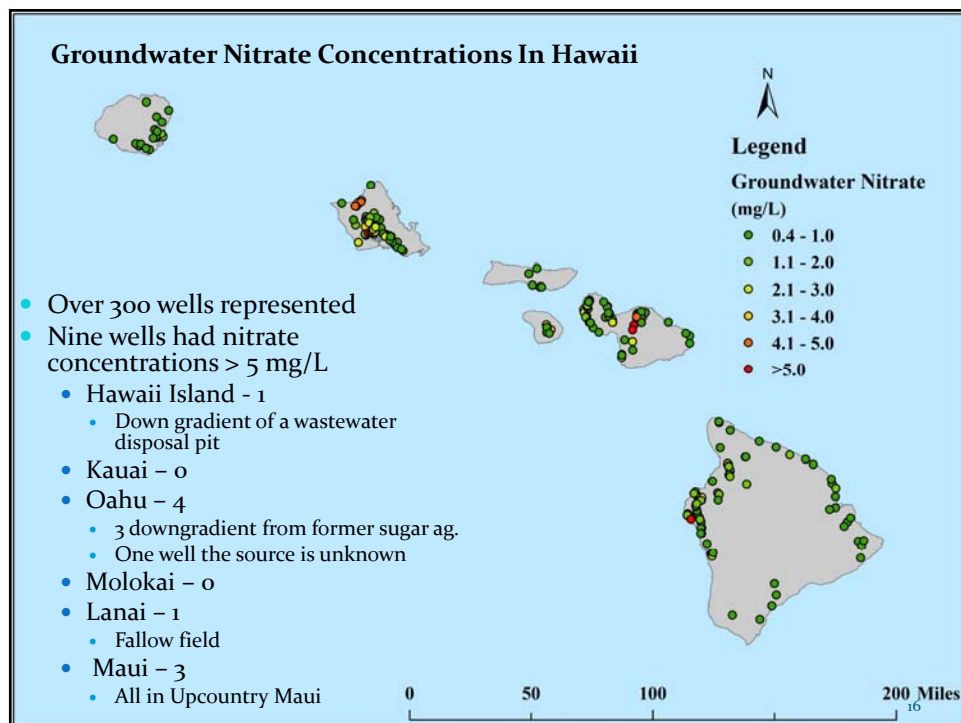 Groundwater Nitrate Concentrations In Hawaii
N
Legend
Groundwater Nitrate
(mg/L)
0.4 - 1.0
1.1 - 2.0
2.1 - 3.0
3.1 - 4.0
4.1 - 5.0
>5.0
• Over 300 wells represented
• Nine wells had nitrate
concentrations > 5 mg/L
• Hawaii Island - 1
• Down gradient of a wastewater
disposal pit
• Kauai – 0
• Oahu – 4
• 3 downgradient from former sugar ag.
• One well the source is unknown
• Molokai – 0
• Lanai – 1
• Fallow field
• Maui – 3
• All in Upcountry Maui
0 50 100 200 Miles
16